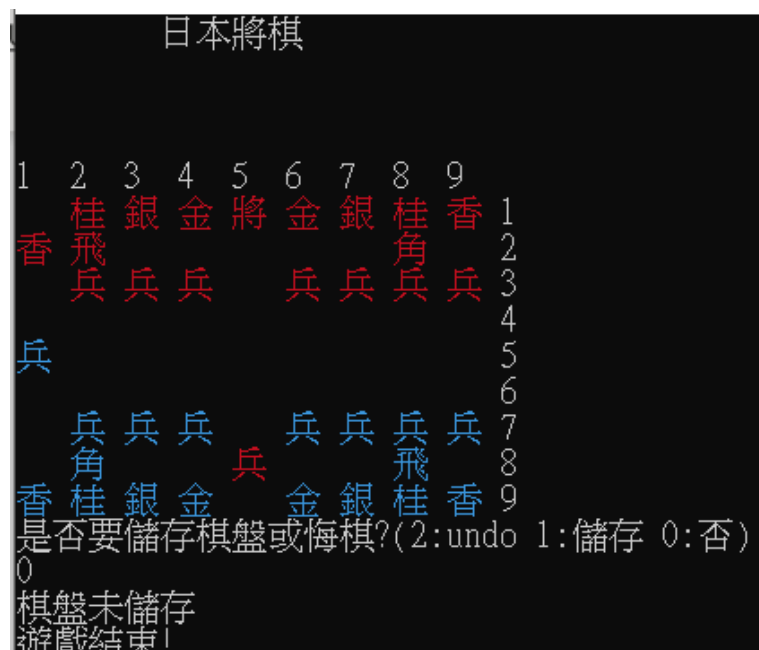 日本將棋
1 2 3 4 5 6 7 8 9
桂 銀 金 將 金 銀 桂 香 1
香 飛 角 2
兵 兵 兵 兵 兵 兵 兵 3
4
兵 5
6
兵 兵 兵 兵 兵 兵 兵 7
角 兵 飛 8
香 桂 銀 金 金 銀 桂 香 9
是否要儲存棋盤或悔棋?(2:undo 1:儲存 0:否)
0
棋盤未儲存
遊戲結束!